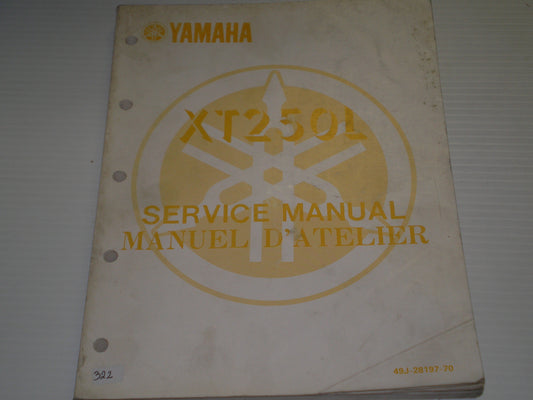 YAMAHA
XT250L
SERVICE MANUAL
MANUEL D'ATELIER
49J-28197-70
322